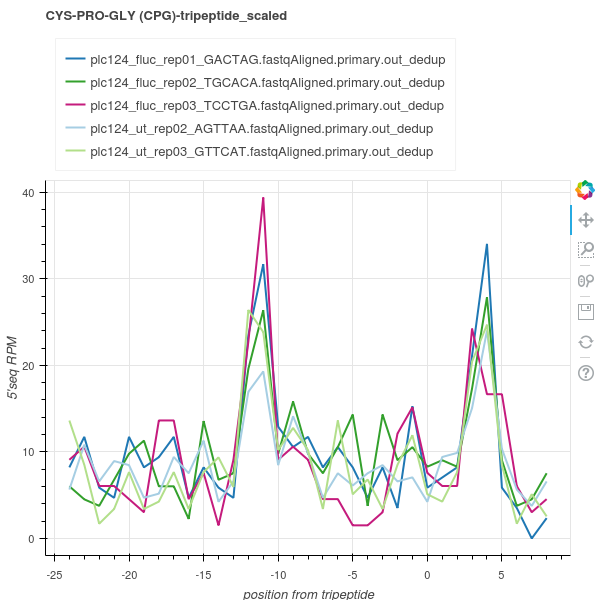 CYS-PRO-GLY (CPG)-tripeptide_scaled
plc124_fluc_rep01_GACTAG.fastqAligned.primary.out_dedup
plc124_fluc_rep02_TGCACA.fastqAligned.primary.out_dedup
plc124_fluc_rep03_TCCTGA.fastqAligned.primary.out_dedup
plc124_ut_rep02_AGTTAA.fastqAligned.primary.out_dedup
plc124_ut_rep03_GTTCAT.fastqAligned.primary.out_dedup
40
30
20
10
0
5'seq RPM
-25 -20 -15 -10 -5 0 5
position from tripeptide